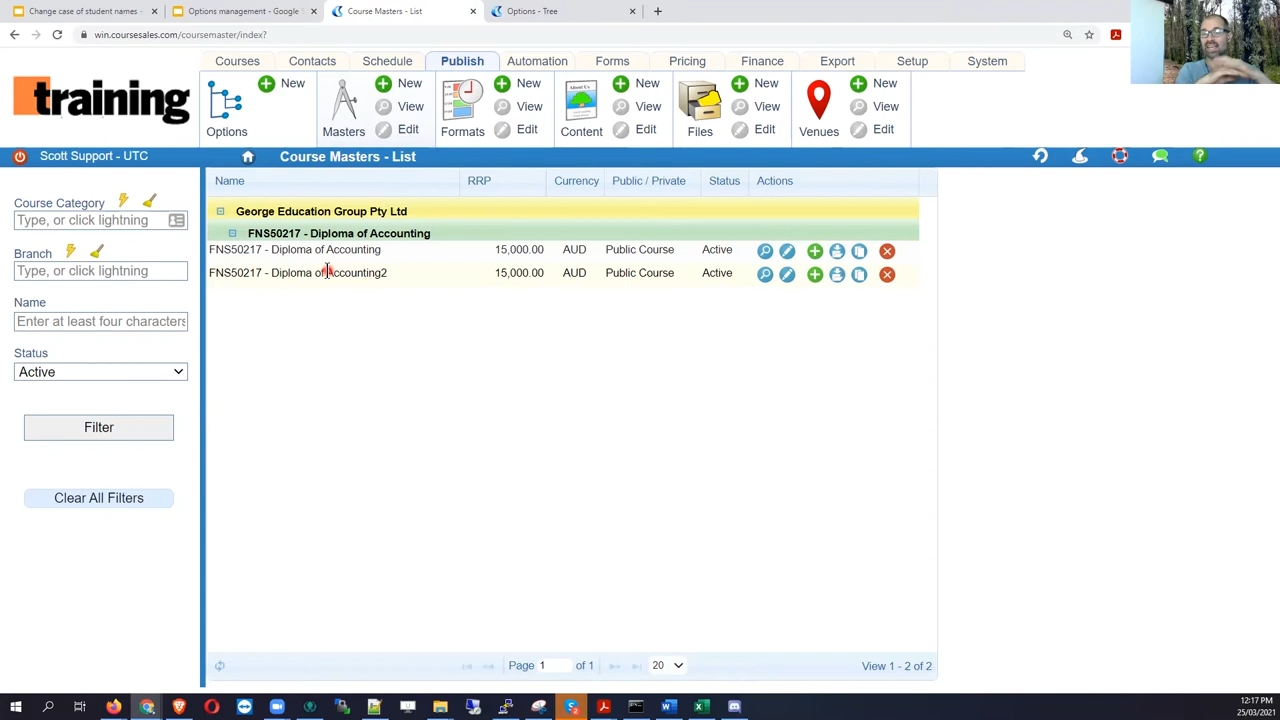 Change case of student names -
Options management - Google S
Course Masters - List
Options - Tree
win.coursesales.com/coursemaster/index?
training
Courses Contacts Schedule Publish Automation Forms Pricing Finance Export Setup System
New New New New New New
View View View View View
Options Masters Edit Formats Edit Content Edit Files Edit Venues Edit
Scott Support - UTC
Course Masters - List
Course Category
Type, or click lightning
Branch
Type, or click lightning
Name
Enter at least four characters
Status
Active
Filter
Clear All Filters
Name RRP Currency Public / Private Status Actions
George Education Group Pty Ltd
FNS50217 - Diploma of Accounting
FNS50217 - Diploma of Accounting 15,000.00 AUD Public Course Active
FNS50217 - Diploma of Accounting2 15,000.00 AUD Public Course Active
Page 1 of 1 20 View 1 - 2 of 2
12:17 PM
25/03/2021